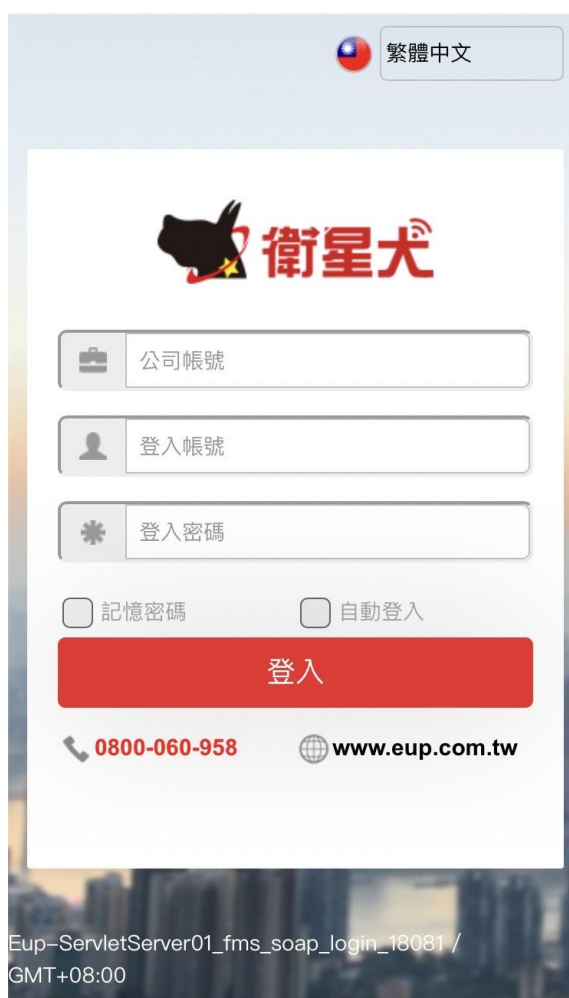 繁體中文
衛星犬
公司帳號
登入帳號
登入密碼
記憶密碼 自動登入
登入
0800-060-958 www.eup.com.tw
Eup-ServletServer01_fms_soap_login_18081 /
GMT+08:00